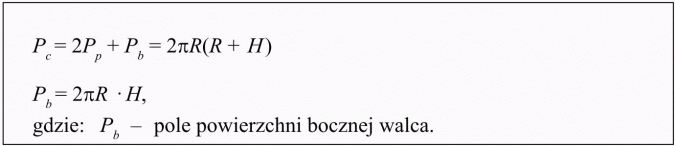 P_c = 2P_p + P_b = 2πR(R + H)
P_b = 2πR · H,
gdzie: P_b – pole powierzchni bocznej walca.